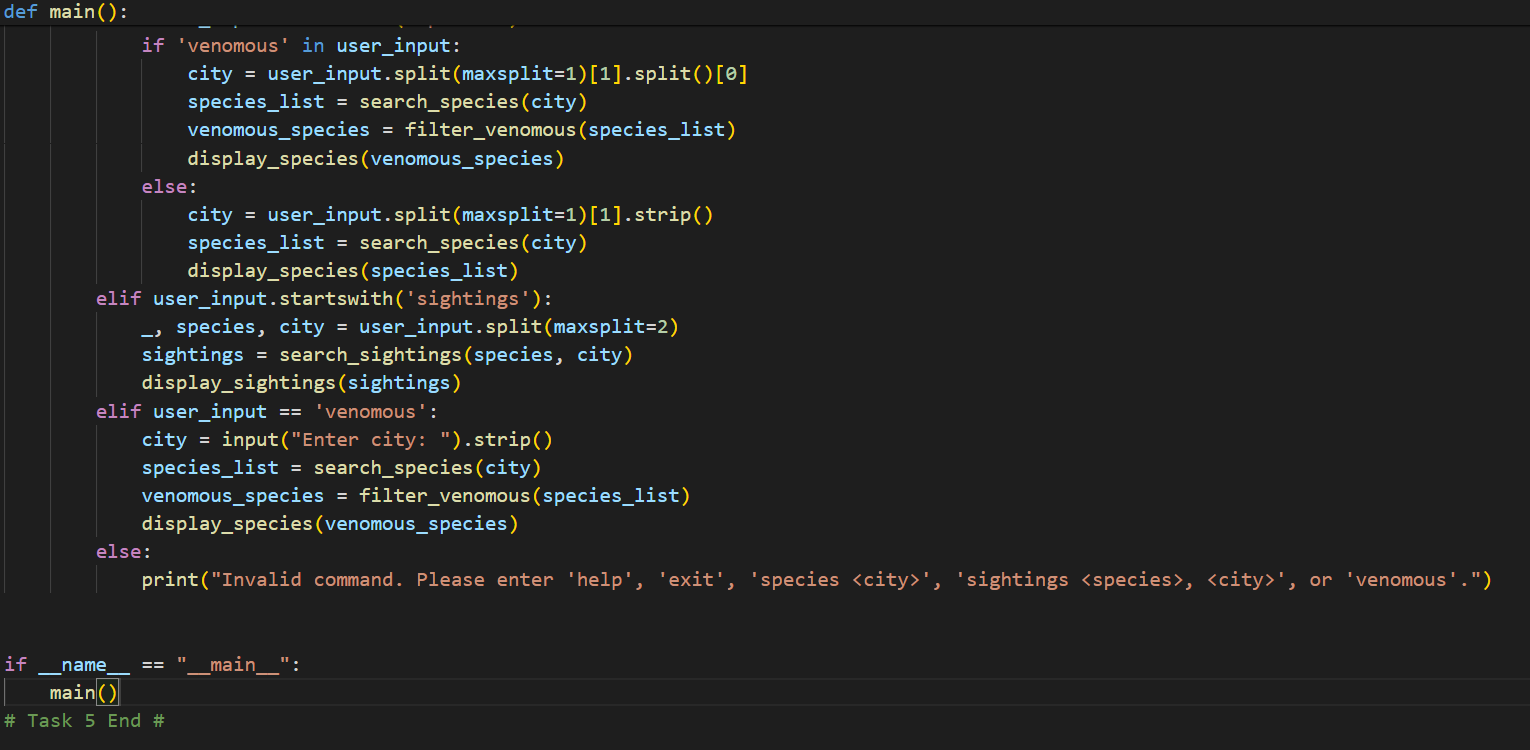 def main():
            if 'venomous' in user_input:
                city = user_input.split(maxsplit=1)[1].split()[0]
                species_list = search_species(city)
                venomous_species = filter_venomous(species_list)
                display_species(venomous_species)
            else:
                city = user_input.split(maxsplit=1)[1].strip()
                species_list = search_species(city)
                display_species(species_list)
        elif user_input.startswith('sightings'):
            _, species, city = user_input.split(maxsplit=2)
            sightings = search_sightings(species, city)
            display_sightings(sightings)
        elif user_input == 'venomous':
            city = input("Enter city: ").strip()
            species_list = search_species(city)
            venomous_species = filter_venomous(species_list)
            display_species(venomous_species)
        else:
            print("Invalid command. Please enter 'help', 'exit', 'species <city>', 'sightings <species>, <city>', or 'venomous'.")
if __name__ == "__main__":
    main()
# Task 5 End #